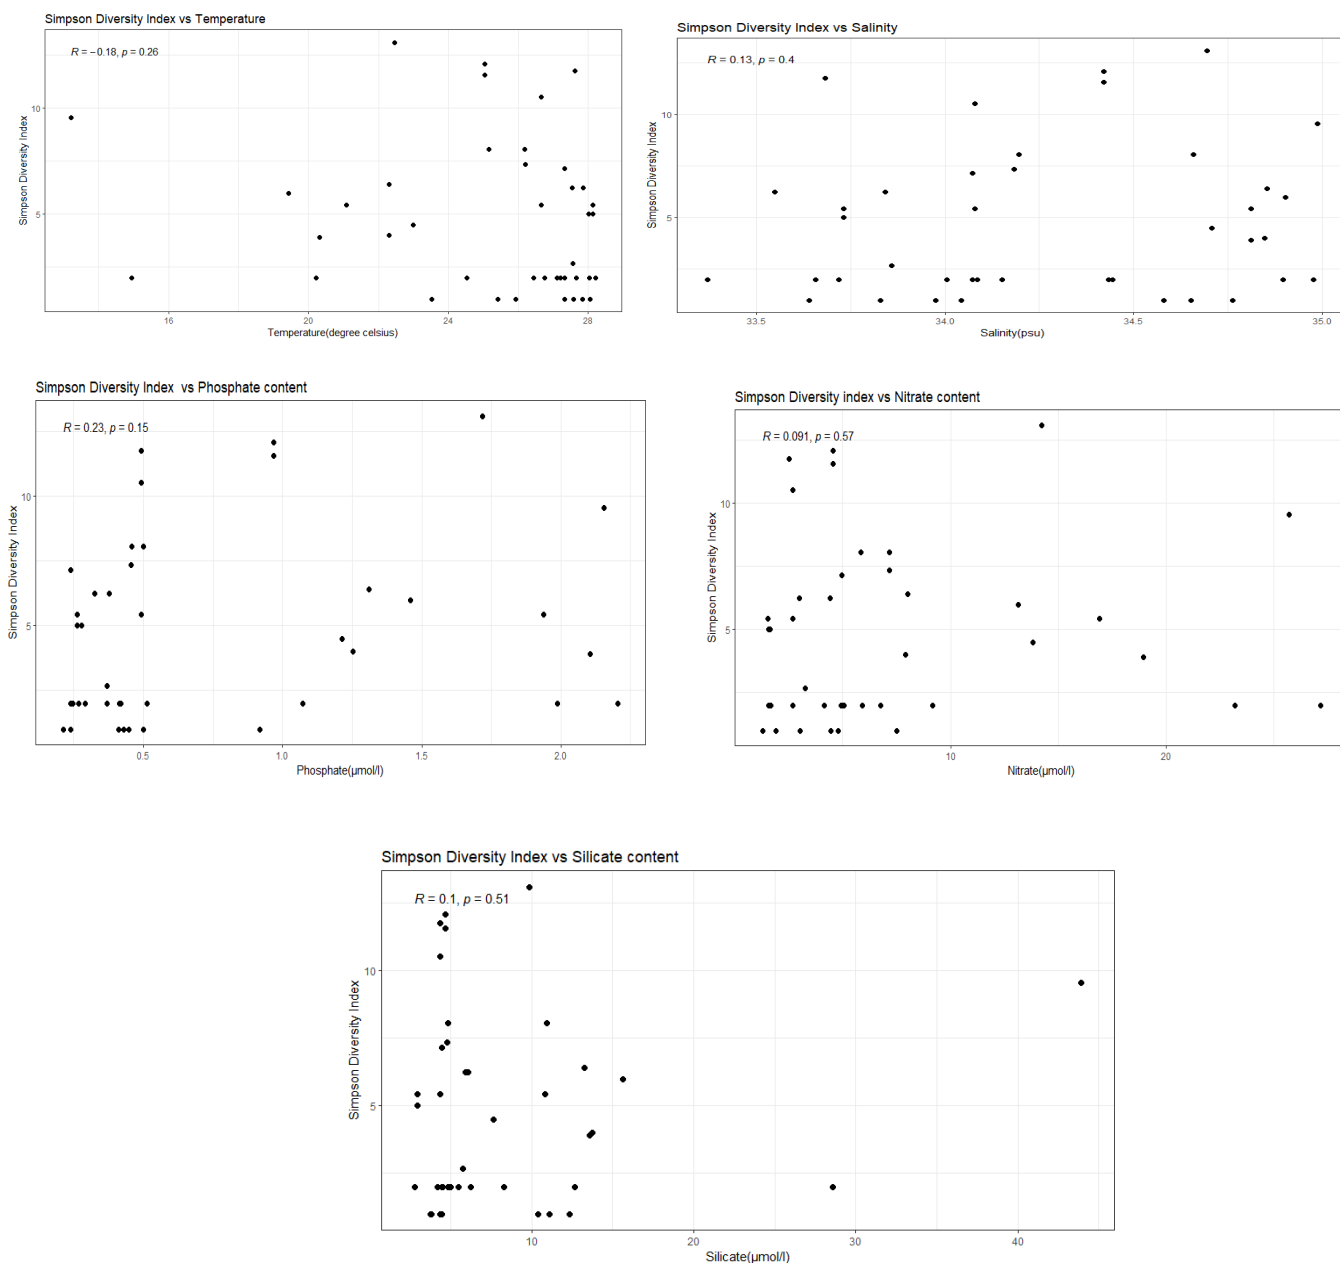 Simpson Diversity Index vs Temperature
R = −0.18, p = 0.26
Simpson Diversity Index
10
5
16
20
24
28
Temperature(degree celsius)
Simpson Diversity Index vs Salinity
R = 0.13, p = 0.4
Simpson Diversity Index
10
5
33.5
34.0
34.5
35.0
Salinity(psu)
Simpson Diversity Index  vs Phosphate content
R = 0.23, p = 0.15
Simpson Diversity Index
10
5
0.5
1.0
1.5
2.0
Phosphate(µmol/l)
Simpson Diversity index vs Nitrate content
R = 0.091, p = 0.57
Simpson Diversity Index
10
5
10
20
Nitrate(µmol/l)
Simpson Diversity Index vs Silicate content
R = 0.1, p = 0.51
Simpson Diversity Index
10
5
10
20
30
40
Silicate(µmol/l)